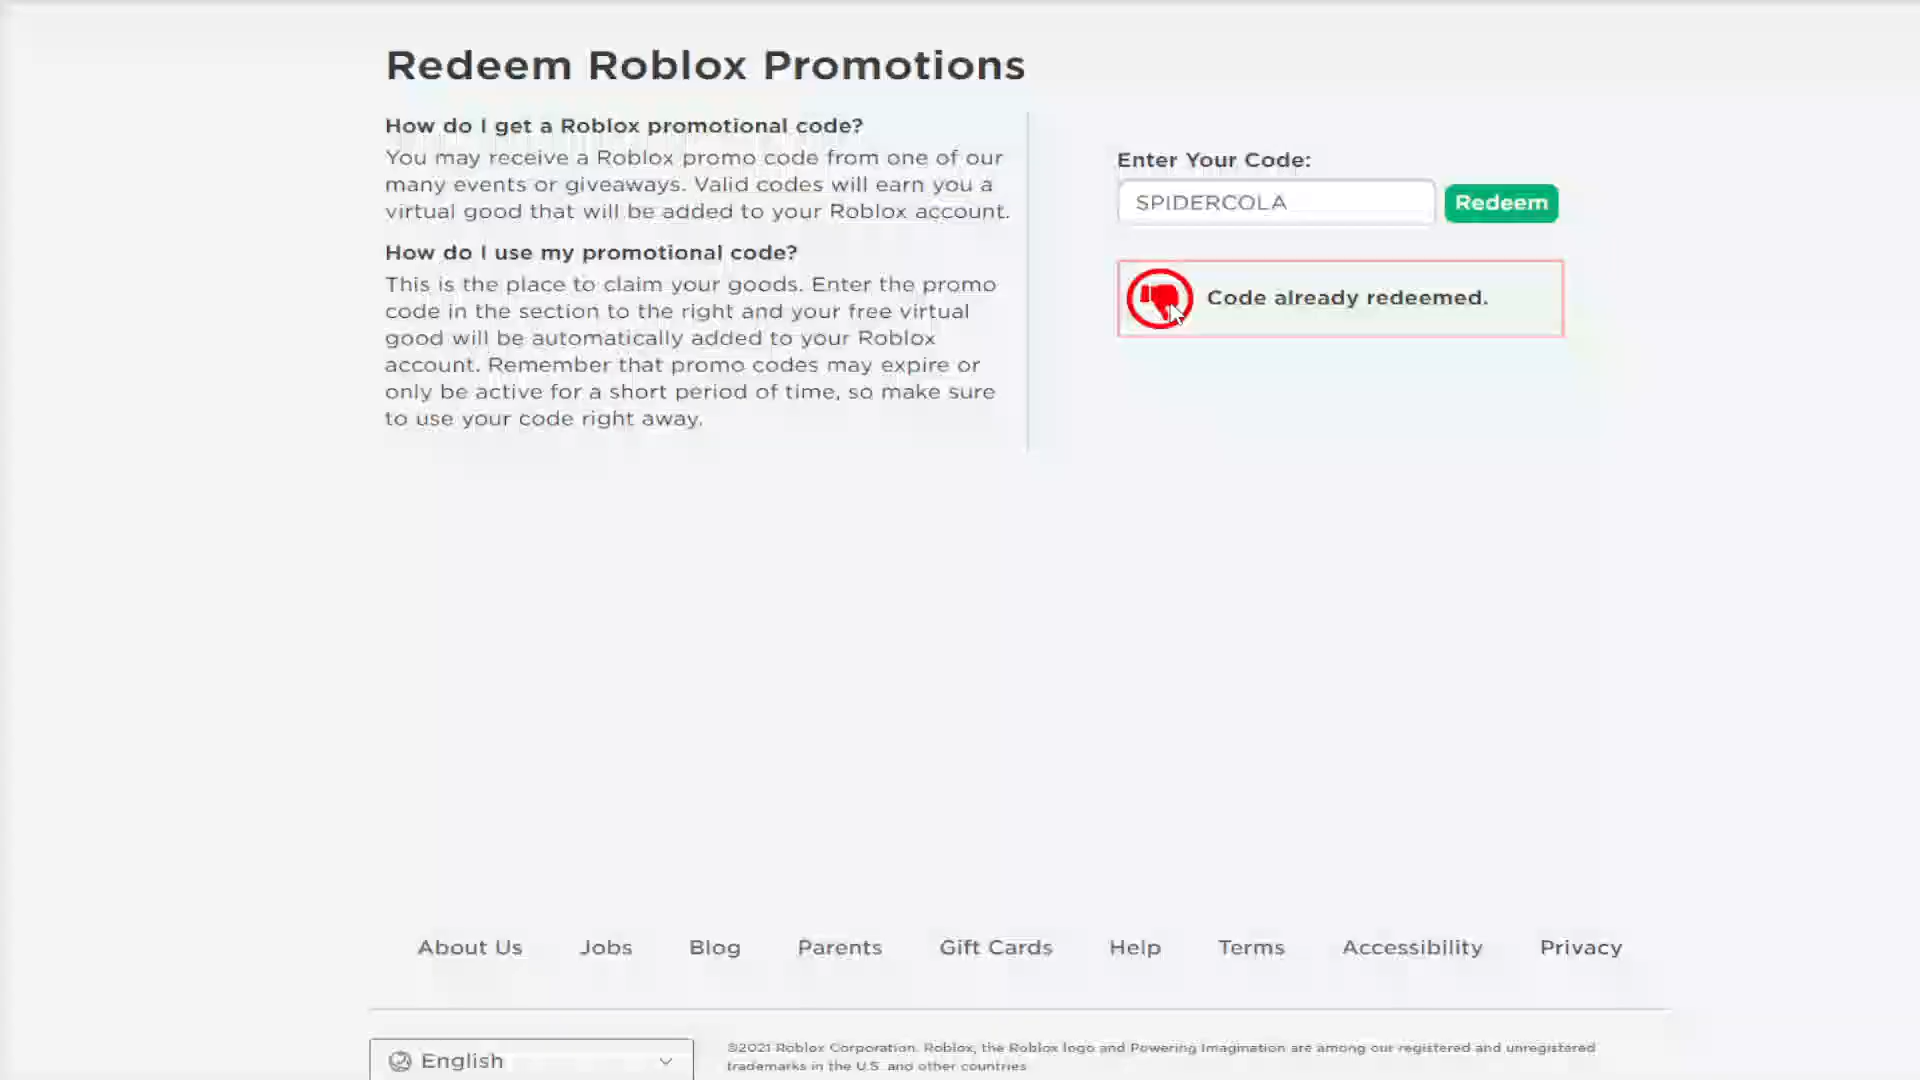 Redeem Roblox Promotions
How do I get a Roblox promotional code?
You may receive a Roblox promo code from one of our
many events or giveaways. Valid codes will earn you a
virtual good that will be added to your Roblox account.
How do I use my promotional code?
This is the place to claim your goods. Enter the promo
code in the section to the right and your free virtual
good will be automatically added to your Roblox
account. Remember that promo codes may expire or
only be active for a short period of time, so make sure
to use your code right away.
Enter Your Code:
SPIDERCOLA
Redeem
Code already redeemed.
About Us
Jobs
Blog
Parents
Gift Cards
Help
Terms
Accessibility
Privacy
English
©2021 Roblox Corporation. Roblox, the Roblox logo and Powering Imagination are among our registered and unregistered
trademarks in the U.S. and other countries.